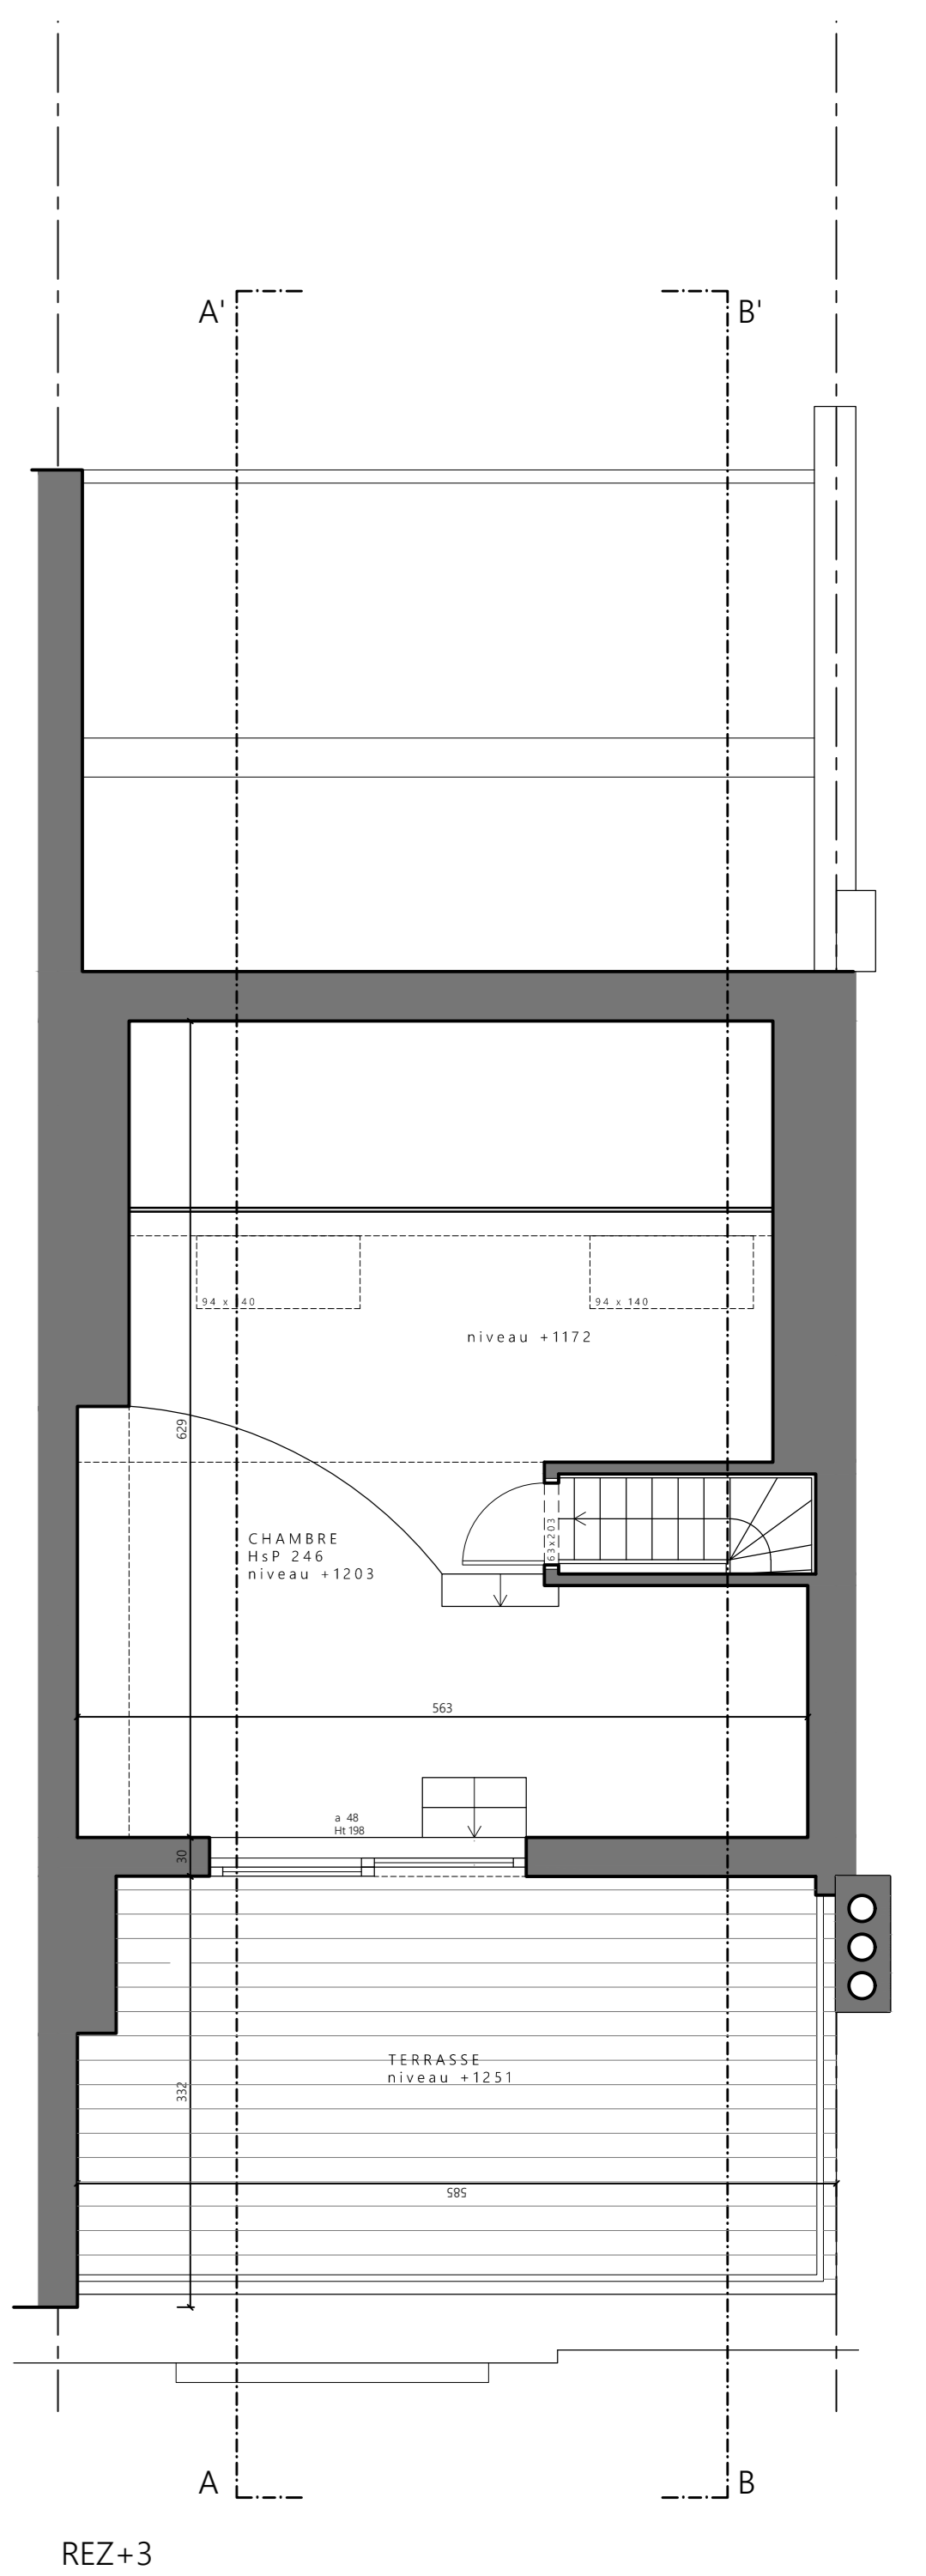 A'
B'
94 x 140
94 x 140
niveau +1172
629
63x203
CHAMBRE
HsP 246
niveau +1203
563
a 48
Ht 198
30
TERRASSE
niveau +1251
332
585
A
B
REZ+3